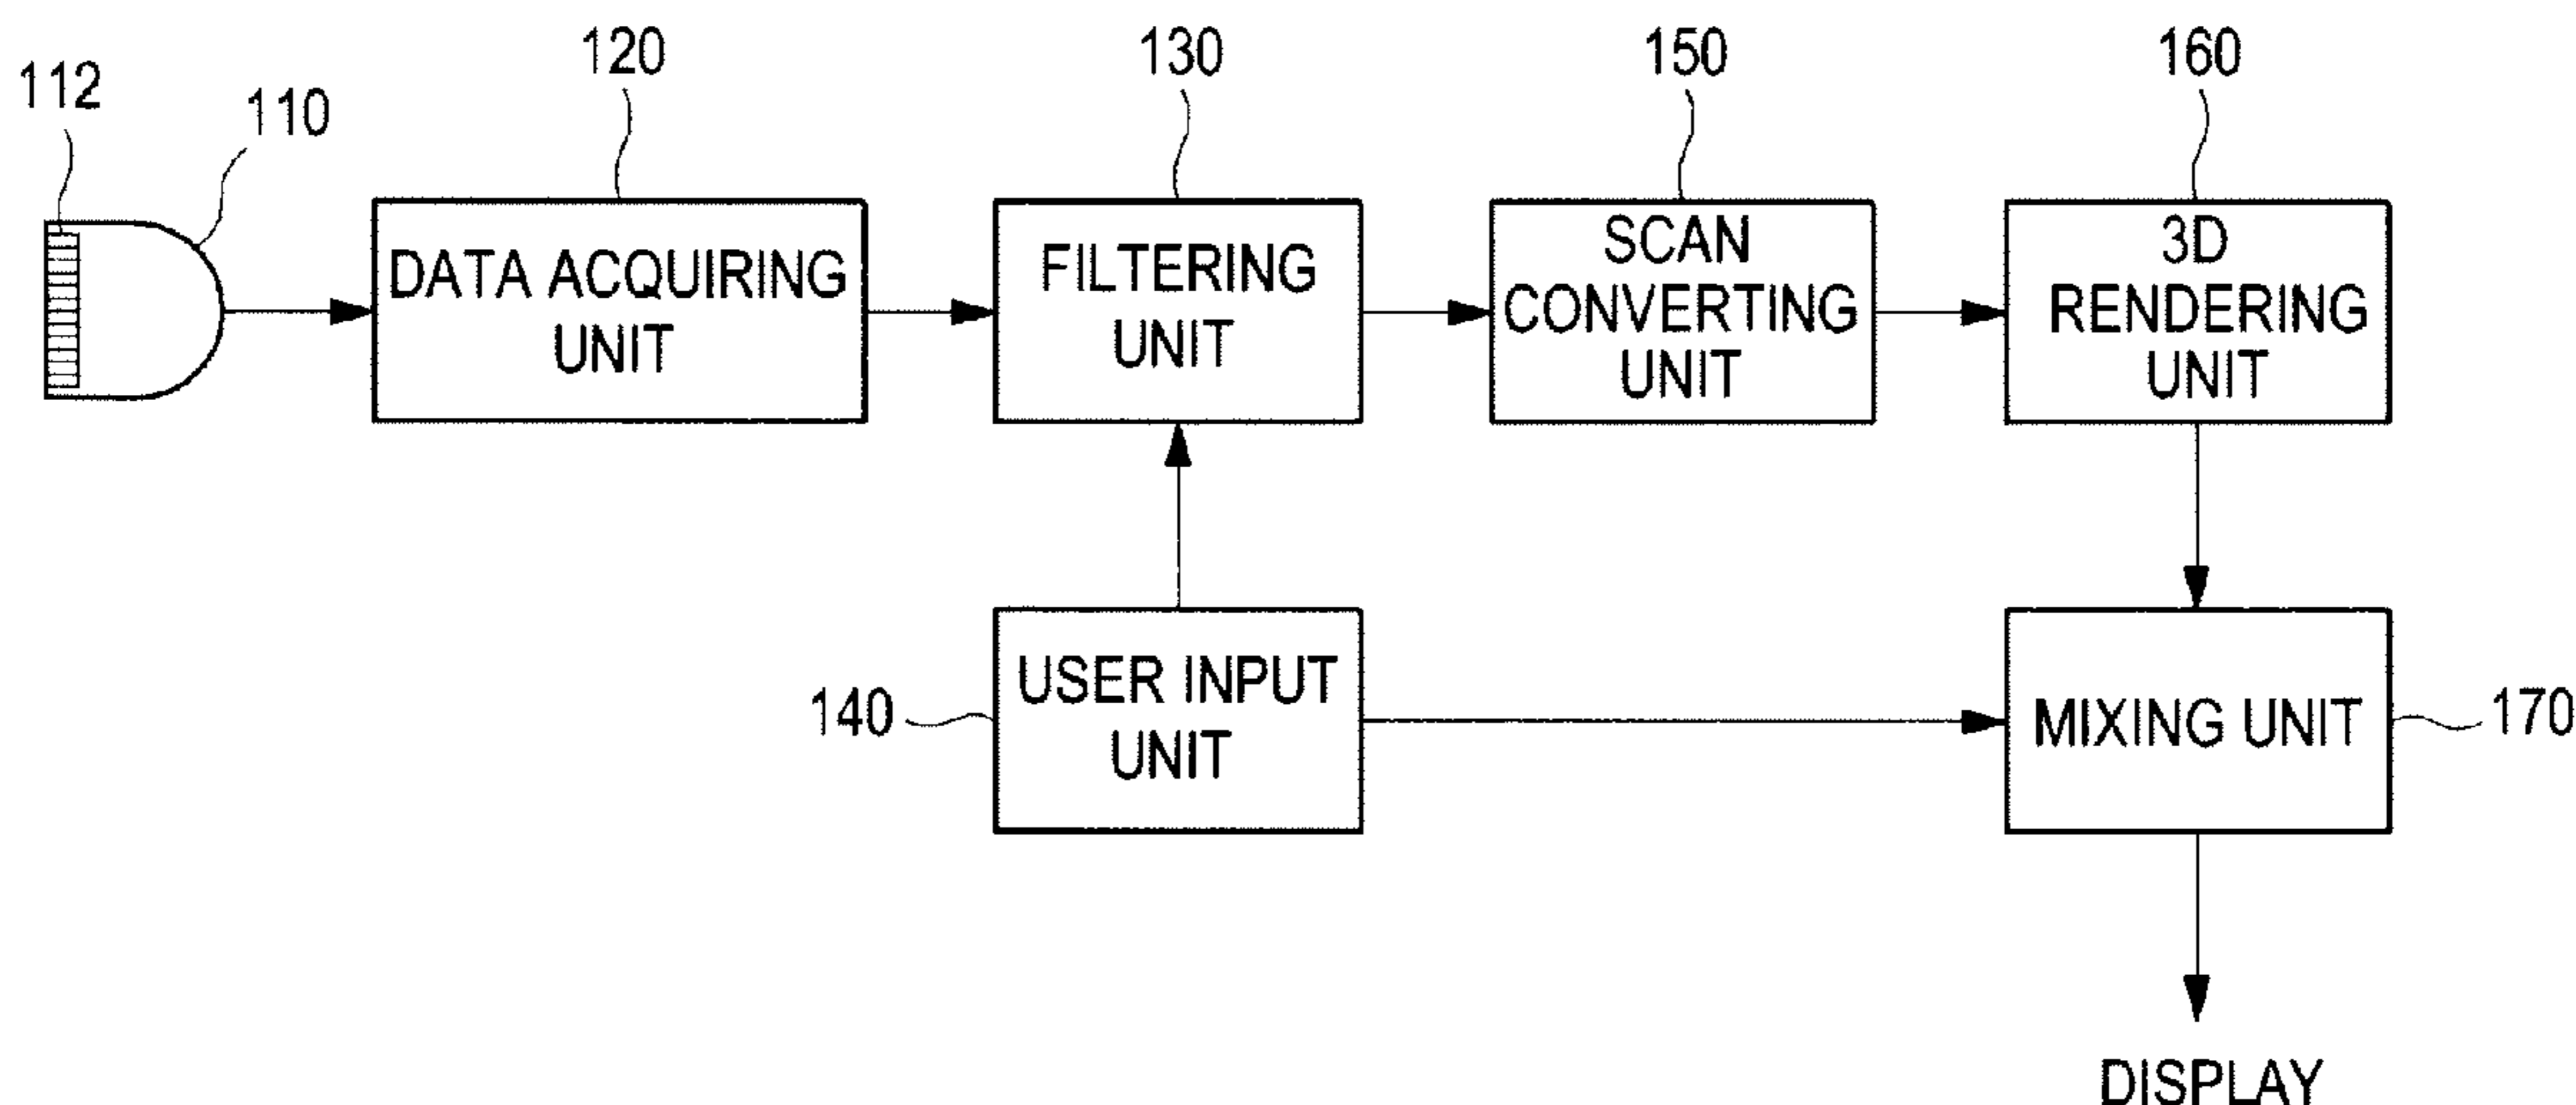 120
130
150
160
112
110
DATA ACQUIRING
UNIT
FILTERING
UNIT
SCAN
CONVERTING
UNIT
3D
RENDERING
UNIT
140
USER INPUT
UNIT
MIXING UNIT
170
DISPLAY